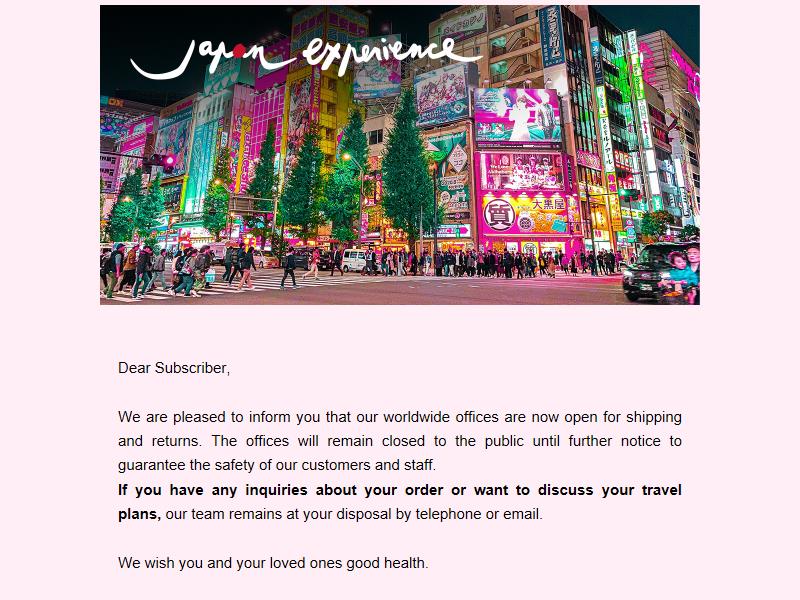 japan experience
質
大黒屋
Dear Subscriber,
We are pleased to inform you that our worldwide offices are now open for shipping
and returns. The offices will remain closed to the public until further notice to
guarantee the safety of our customers and staff.
If you have any inquiries about your order or want to discuss your travel
plans, our team remains at your disposal by telephone or email.
We wish you and your loved ones good health.